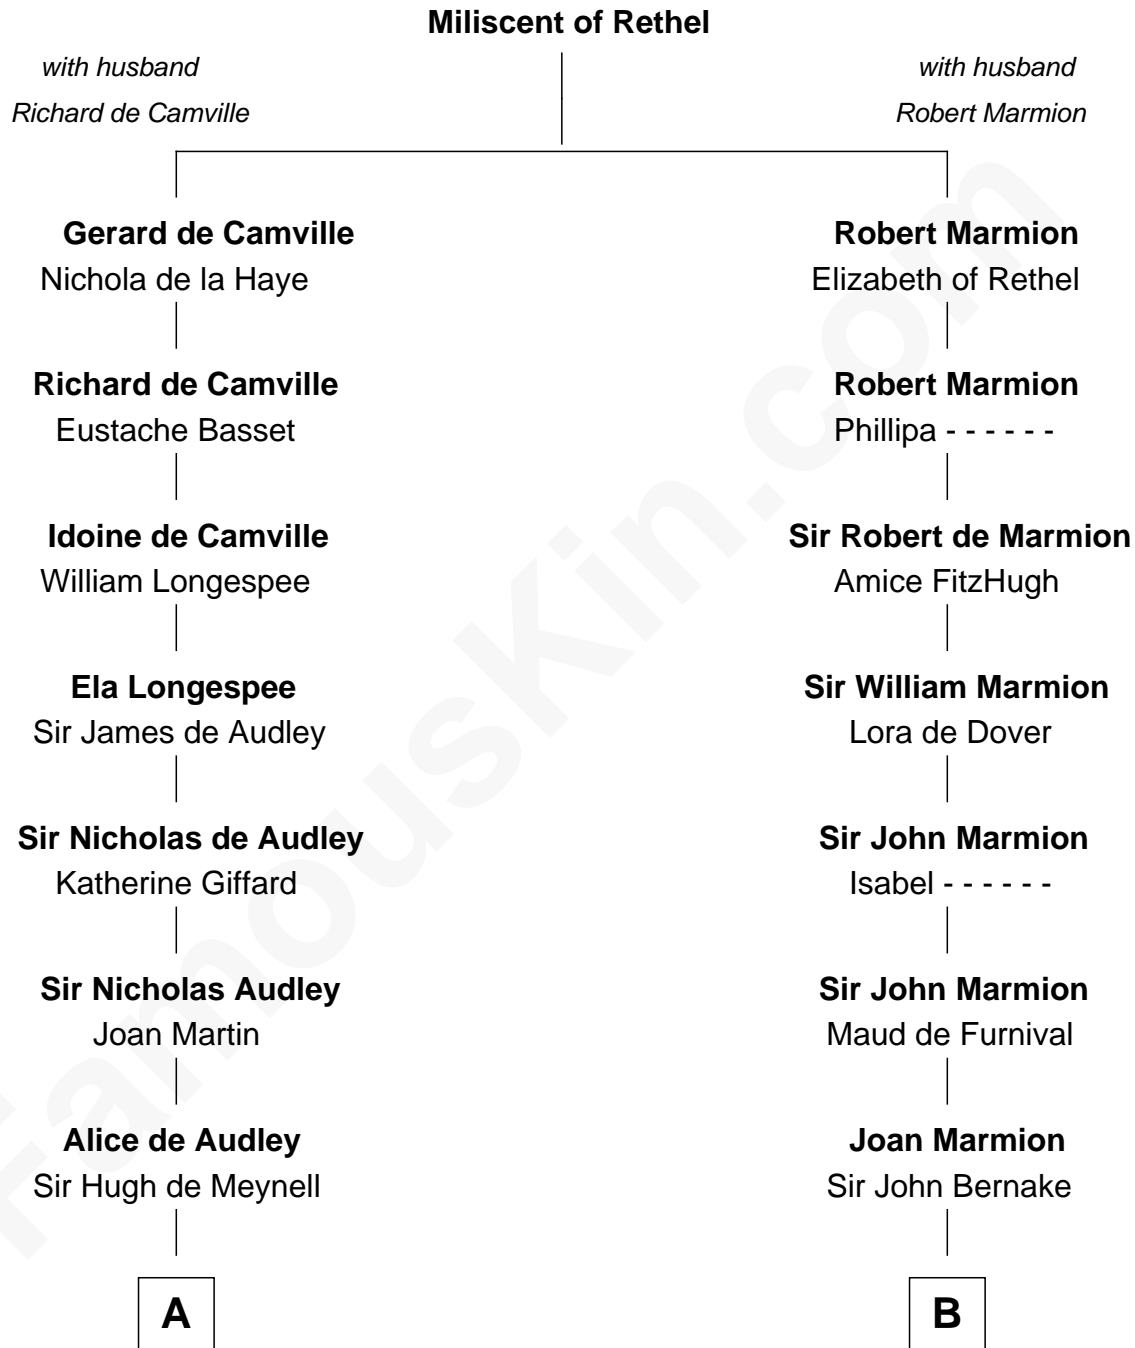 Miliscent of Rethel
with husband
Richard de Camville
with husband
Robert Marmion
Gerard de Camville
Nichola de la Haye
Robert Marmion
Elizabeth of Rethel
Richard de Camville
Eustache Basset
Robert Marmion
Phillipa - - - - - -
Idoine de Camville
William Longespee
Sir Robert de Marmion
Amice FitzHugh
Ela Longespee
Sir James de Audley
Sir William Marmion
Lora de Dover
Sir Nicholas de Audley
Katherine Giffard
Sir John Marmion
Isabel - - - - - -
Sir Nicholas Audley
Joan Martin
Sir John Marmion
Maud de Furnival
Alice de Audley
Sir Hugh de Meynell
Joan Marmion
Sir John Bernake
A
B
FamousKin.com